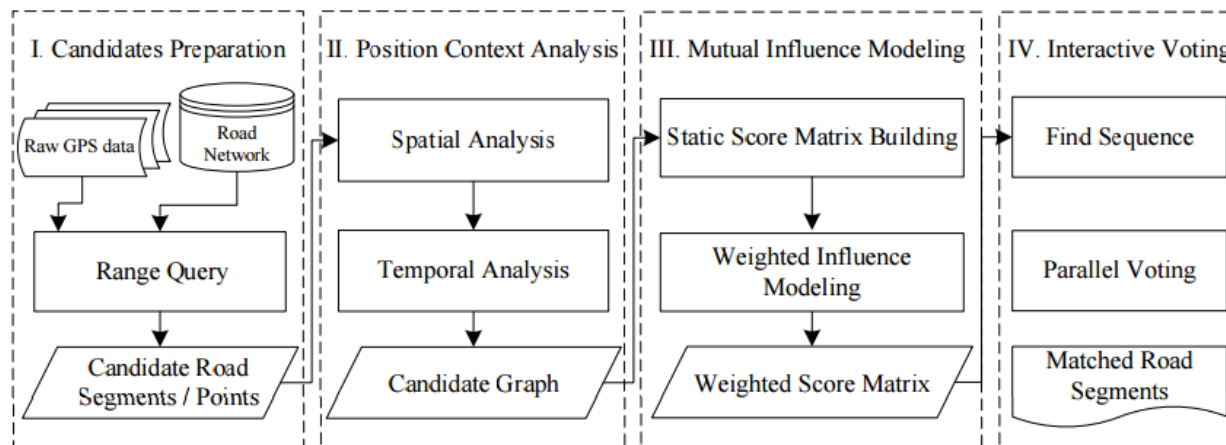 I. Candidates Preparation
Raw GPS data
Road
Network
Range Query
Candidate Road
Segments / Points
II. Position Context Analysis
Spatial Analysis
Temporal Analysis
Candidate Graph
III. Mutual Influence Modeling
Static Score Matrix Building
Weighted Influence
Modeling
Weighted Score Matrix
IV. Interactive Voting
Find Sequence
Parallel Voting
Matched Road
Segments